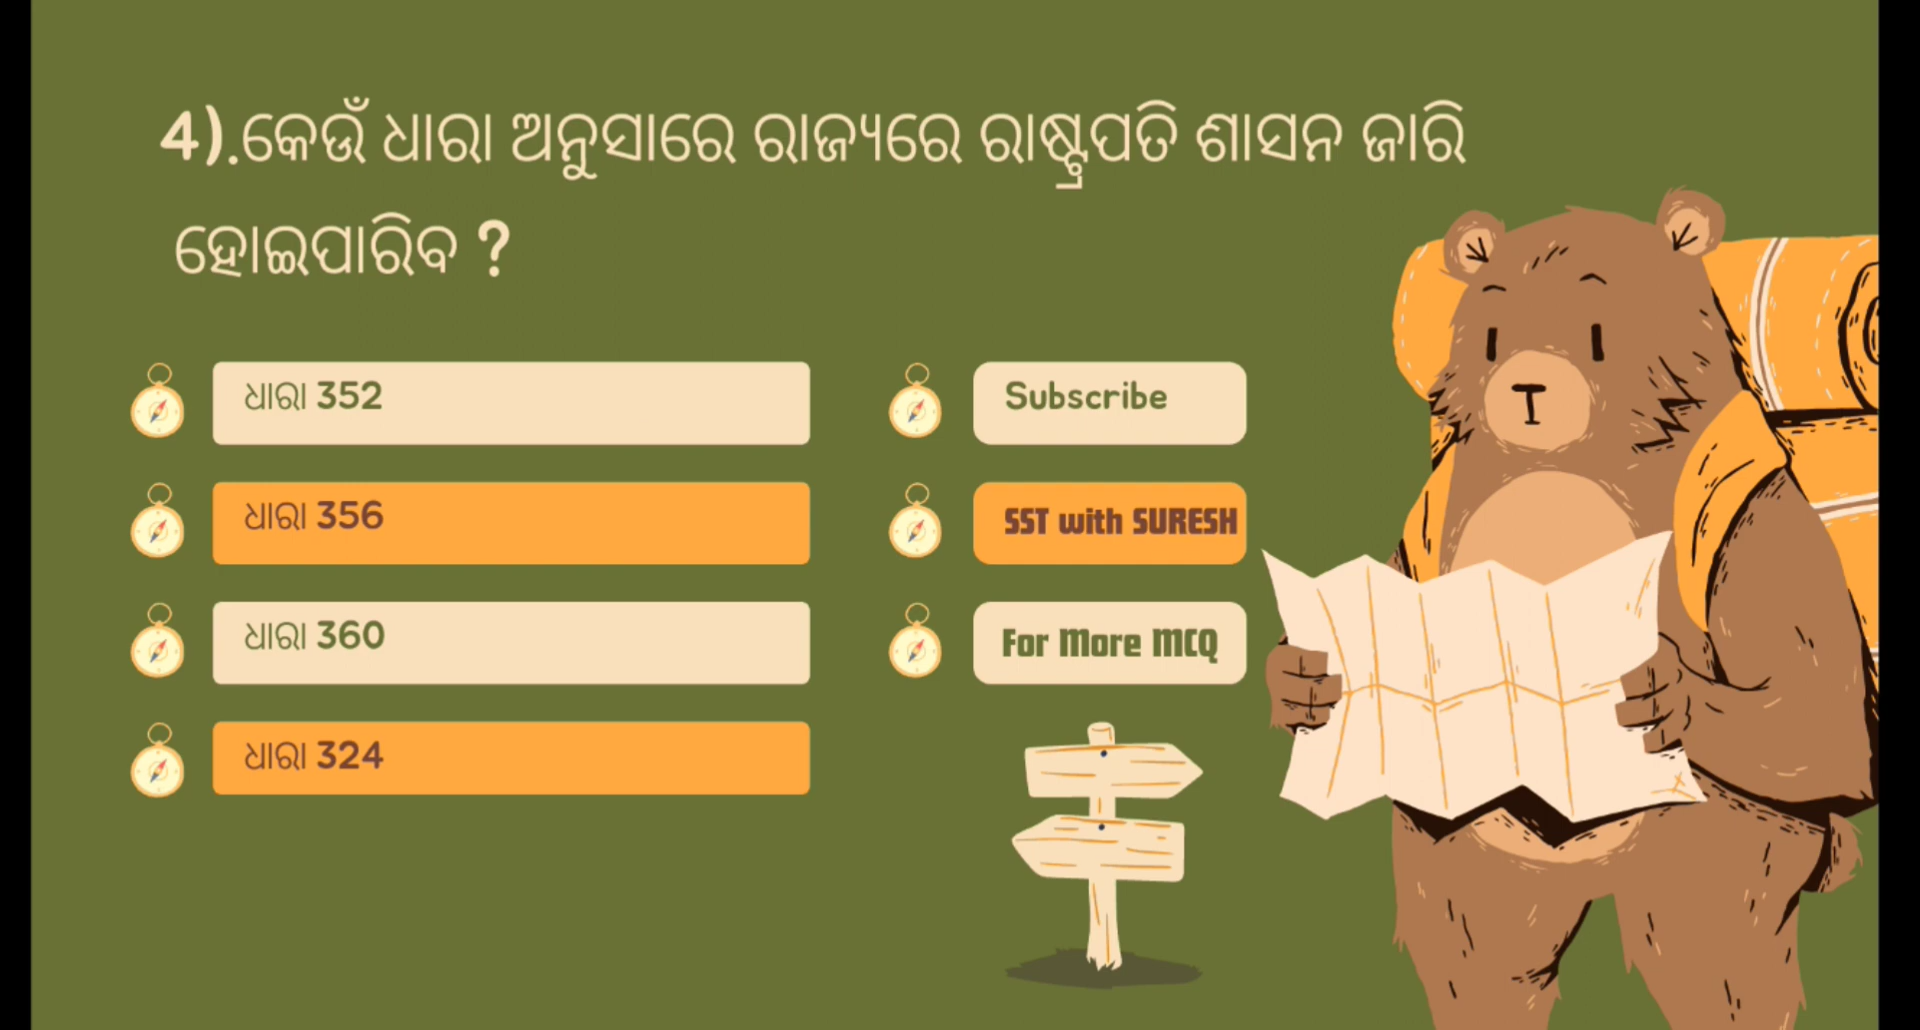 4).କେଉଁ ଧାରା ଅନୁସାରେ ରାଜ୍ୟରେ ରାଷ୍ଟ୍ରପତି ଶାସନ ଜାରି
ହୋଇପାରିବ ?
ଧାରା 352
ଧାରା 356
ଧାରା 360
ଧାରା 324
Subscribe
SST with SURESH
For More MCQ